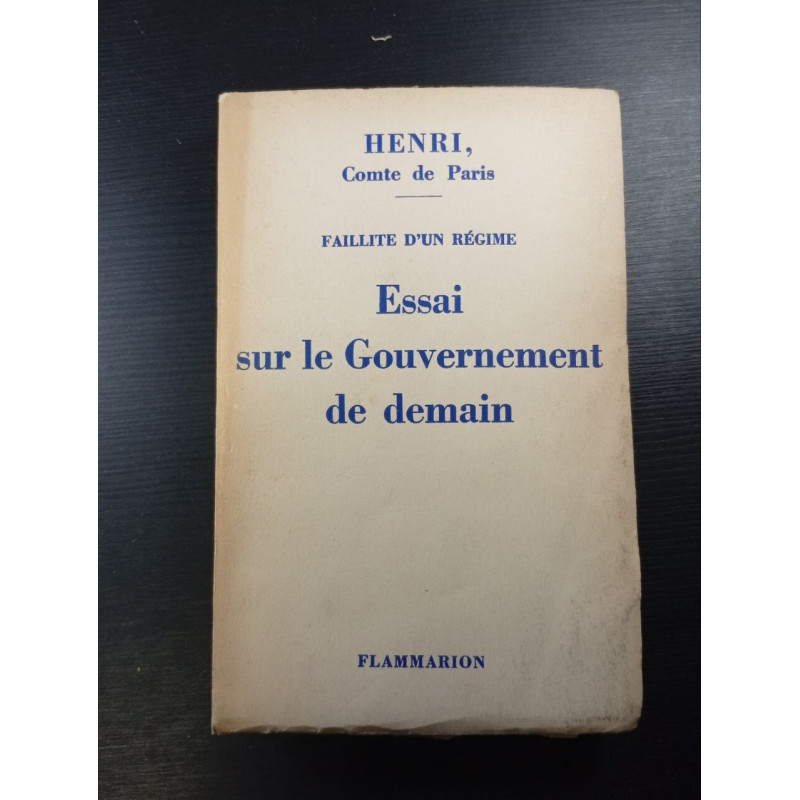 HENRI,
Comte de Paris
FAILLITE D'UN RÉGIME
Essai
sur le Gouvernement
de demain
FLAMMARION